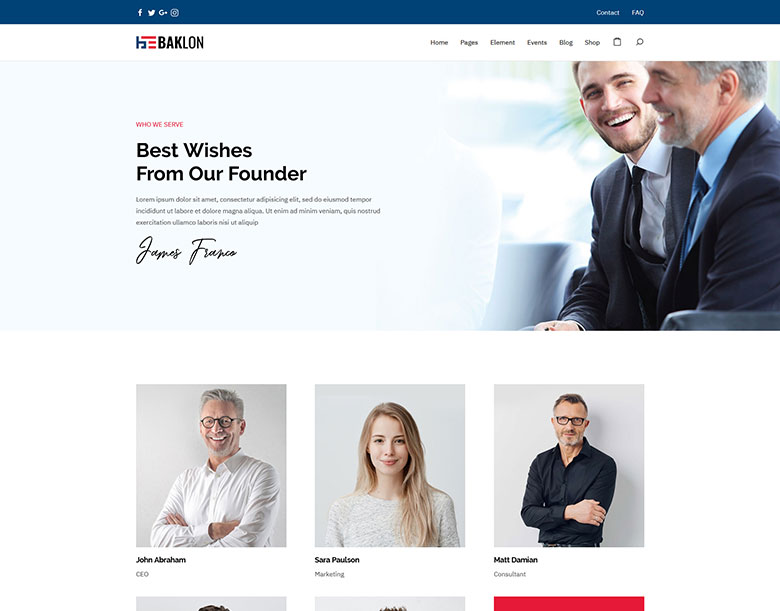 Contact FAQ
BAKLON
Home Pages Element Events Blog Shop
WHO WE SERVE
Best Wishes
From Our Founder
Lorem ipsum dolor sit amet, consectetur adipisicing elit, sed do eiusmod tempor
incididunt ut labore et dolore magna aliqua. Ut enim ad minim veniam, quis nostrud
exercitation ullamco laboris nisi ut aliquip
James Franco
John Abraham Sara Paulson Matt Damian
CEO Marketing Consultant